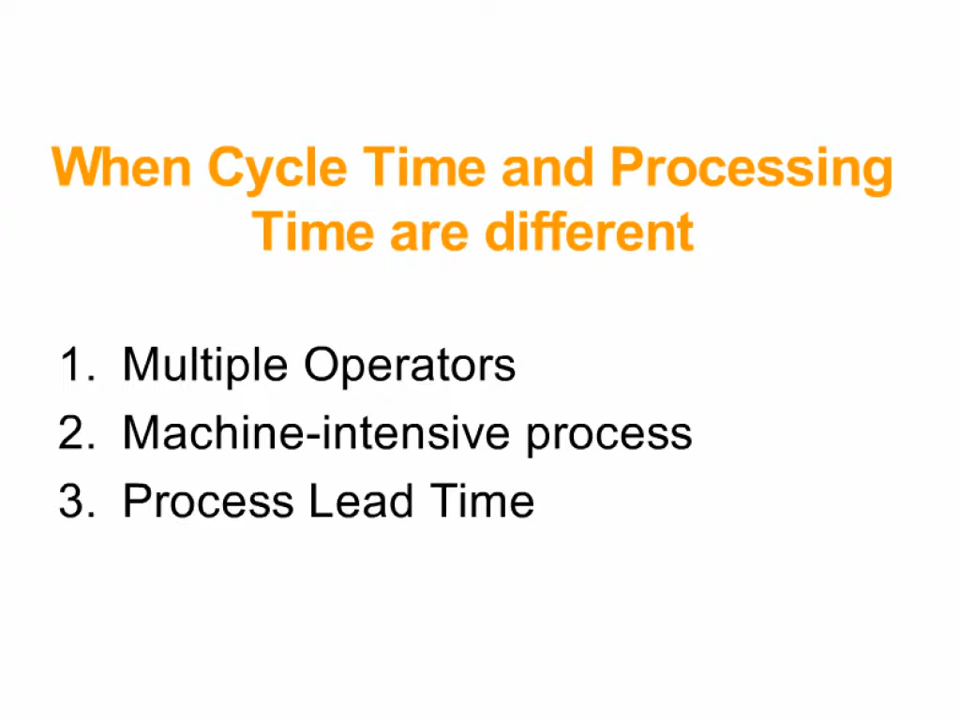 When Cycle Time and Processing
Time are different
1. Multiple Operators
2. Machine-intensive process
3. Process Lead Time